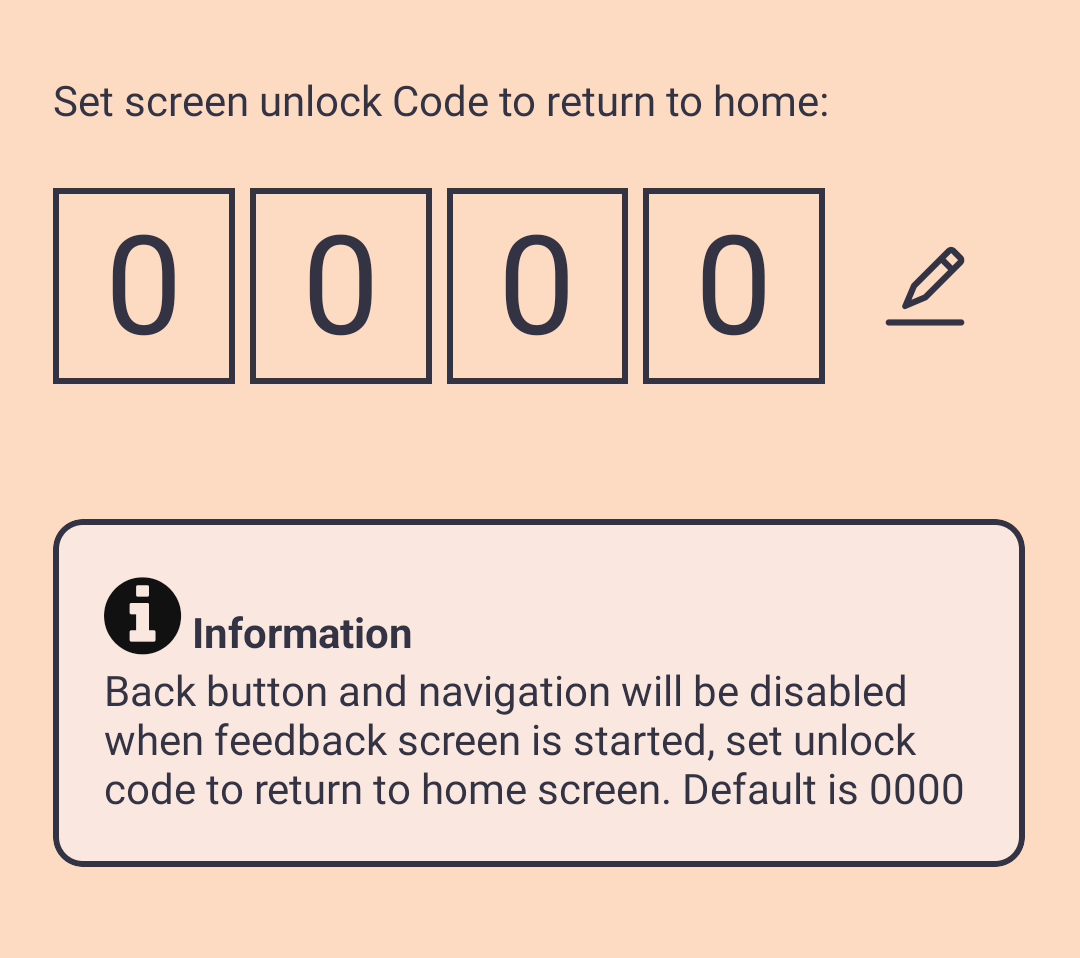 Set screen unlock Code to return to home:
0 0 0 0
Information
Back button and navigation will be disabled
when feedback screen is started, set unlock
code to return to home screen. Default is 0000